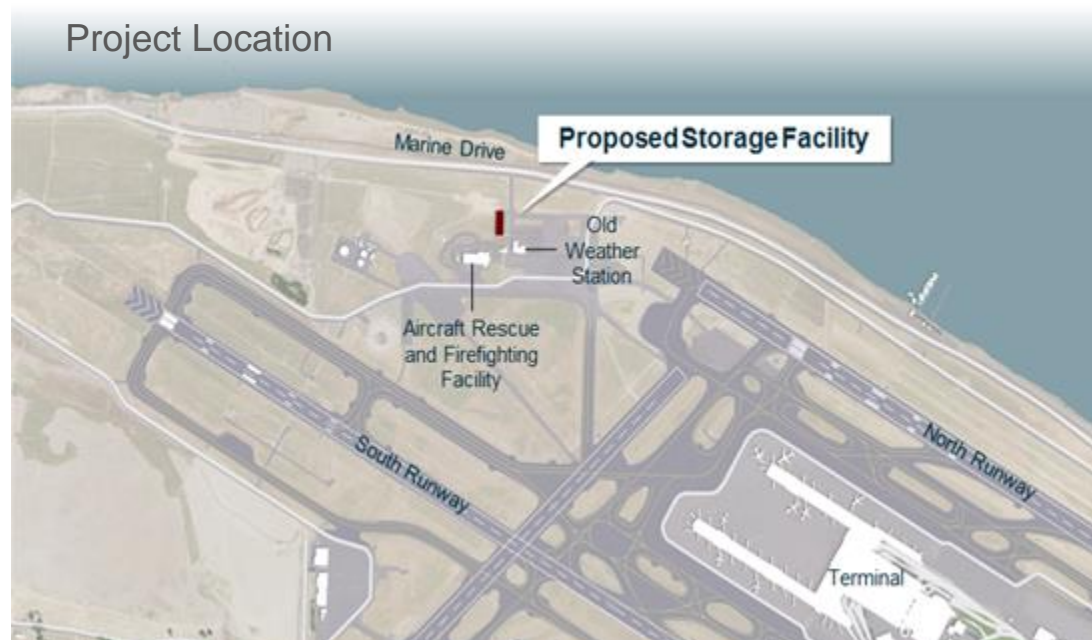 Project Location
Marine Drive
Proposed Storage Facility
Old
Weather
Station
Aircraft Rescue
and Firefighting
Facility
South Runway
North Runway
Terminal